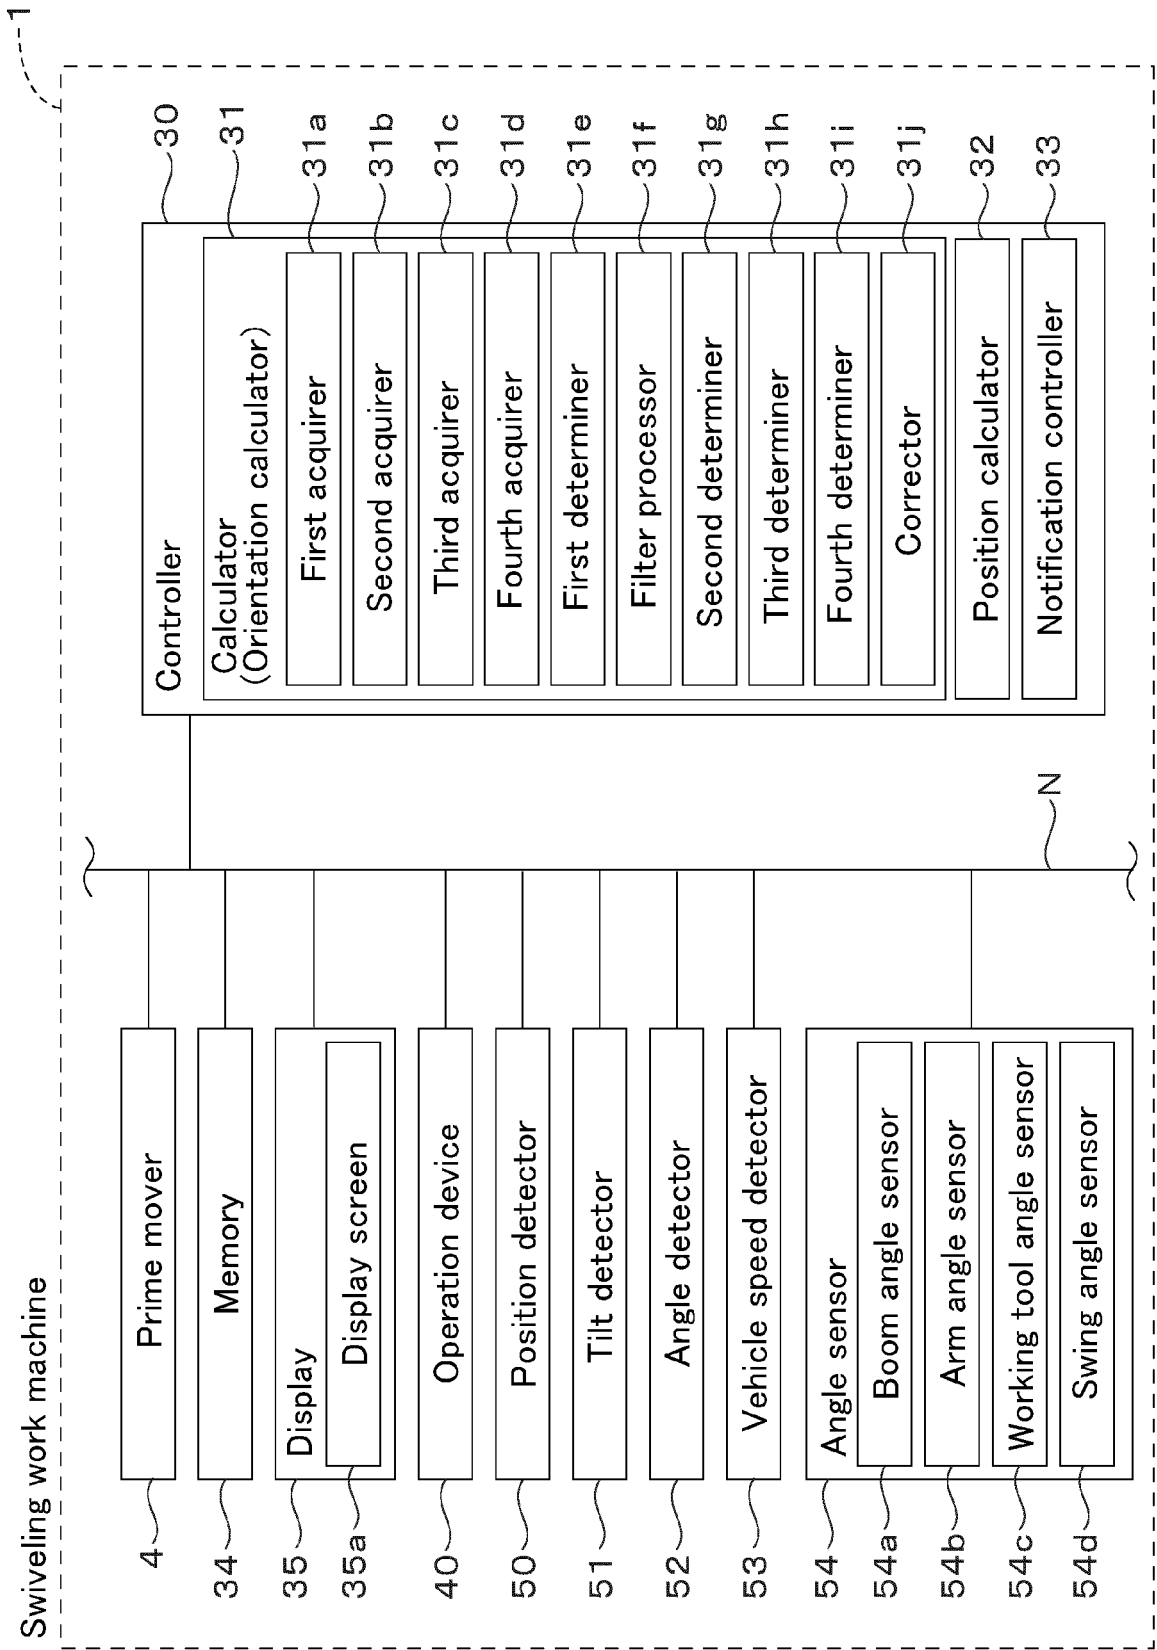 Swiveling work machine
1
4
Prime mover
34
Memory
35
Display
35a
Display screen
40
Operation device
50
Position detector
51
Tilt detector
52
Angle detector
53
Vehicle speed detector
54
Angle sensor
54a
Boom angle sensor
54b
Arm angle sensor
54c
Working tool angle sensor
54d
Swing angle sensor
N
Controller
30
Calculator
(Orientation calculator)
31
First acquirer
31a
Second acquirer
31b
Third acquirer
31c
Fourth acquirer
31d
First determiner
31e
Filter processor
31f
Second determiner
31g
Third determiner
31h
Fourth determiner
31i
Corrector
31j
Position calculator
32
Notification controller
33